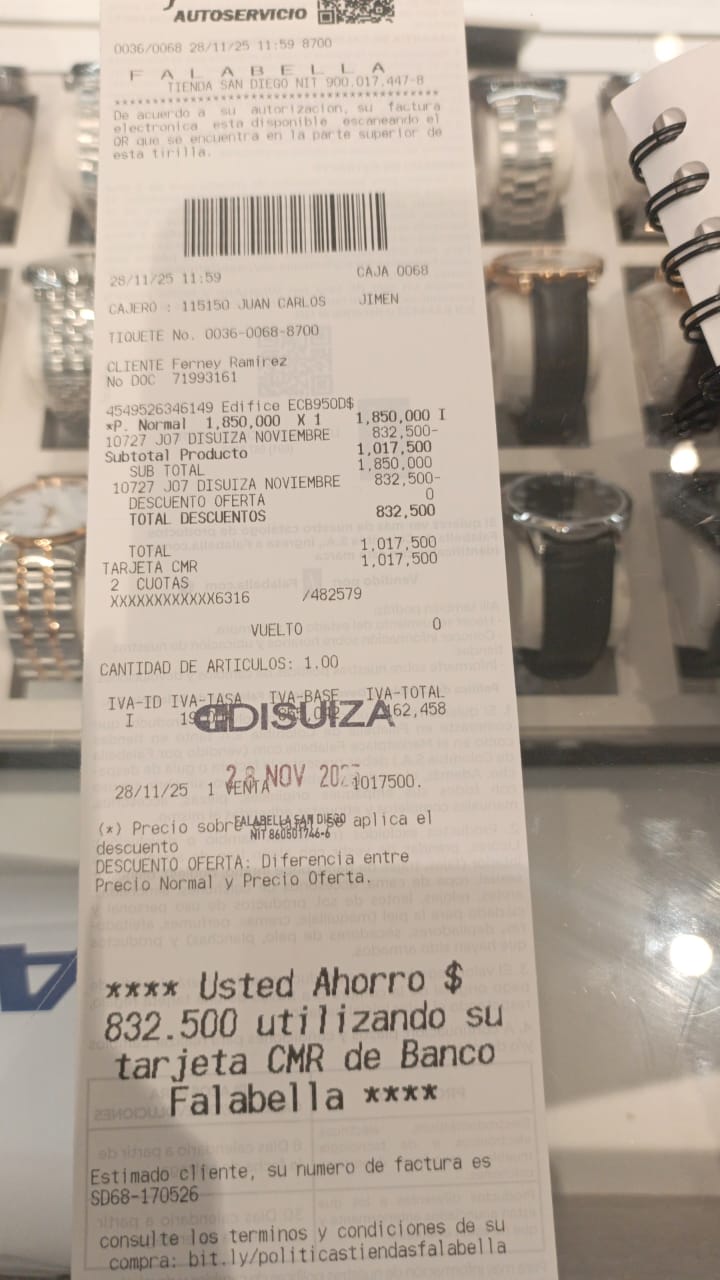 AUTOSERVICIO
0036/0068 28/11/25 11:59 8700
F A L A B E L L A
TIENDA SAN DIEGO NIT 900.017.447-8
****************************************
De acuerdo a su autorizacion, su factura
electronica esta disponible escaneando el
QR que se encuentra en la parte superior de
esta tirilla.
28/11/25 11:59 CAJA 0068
CAJERO : 115150 JUAN CARLOS JIMEN
TIQUETE No. 0036-0068-8700
CLIENTE Ferney Ramirez
No DOC 71993161
4549526346149 Edifice ECB950D$
*P. Normal 1,850,000 X 1 1,850,000 I
10727 J07 DISUIZA NOVIEMBRE 832,500-
Subtotal Producto 1,017,500
SUB TOTAL 1,850,000
10727 J07 DISUIZA NOVIEMBRE 832,500-
DESCUENTO OFERTA 0
TOTAL DESCUENTOS 832,500
TOTAL 1,017,500
TARJETA CMR 1,017,500
2 CUOTAS
XXXXXXXXXXXX6316 /482579
VUELTO 0
CANTIDAD DE ARTICULOS: 1.00
IVA-ID IVA-TASA IVA-BASE IVA-TOTAL
I 162,458
DISUIZA
28 NOV
28/11/25 1 VENTA 1017500.
FALABELLA SAN DIEGO
NIT 860501746-6
(*) Precio sobre aplica el
descuento
DESCUENTO OFERTA: Diferencia entre
Precio Normal y Precio Oferta.
**** Usted Ahorro $
832.500 utilizando su
tarjeta CMR de Banco
Falabella ****
Estimado cliente, su numero de factura es
SD68-170526
consulte los terminos y condiciones de su
compra: bit.ly/politicastiendasfalabella